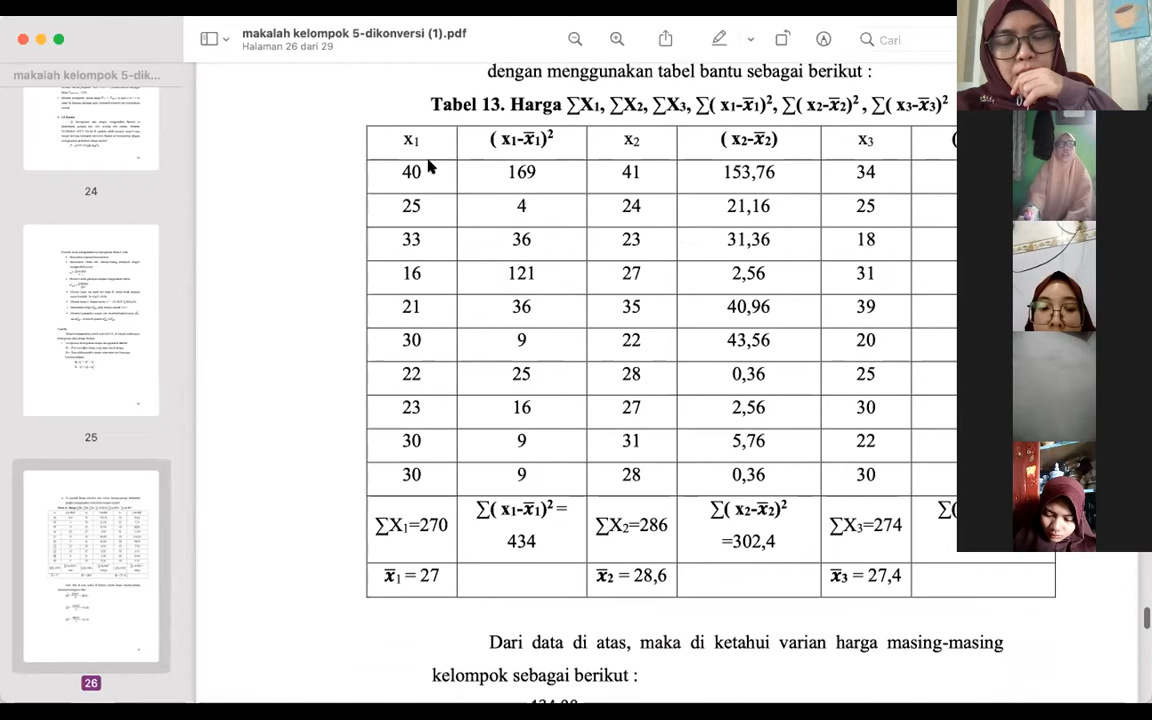 makalah kelompok 5-dikonversi (1).pdf
Halaman 26 dari 29
Cari
makalah kelompok 5-dik...
24
25
26
dengan menggunakan tabel bantu sebagai berikut :
Tabel 13. Harga ∑X₁, ∑X₂, ∑X₃, ∑( x₁-x̅₁)², ∑( x₂-x̅₂)² , ∑( x₃-x̅₃)²
x₁ ( x₁-x̅₁)² x₂ ( x₂-x̅₂) x₃ (
40 169 41 153,76 34
25 4 24 21,16 25
33 36 23 31,36 18
16 121 27 2,56 31
21 36 35 40,96 39
30 9 22 43,56 20
22 25 28 0,36 25
23 16 27 2,56 30
30 9 31 5,76 22
30 9 28 0,36 30
∑X₁=270 ∑( x₁-x̅₁)² = 434 ∑X₂=286 ∑( x₂-x̅₂)² =302,4 ∑X₃=274 ∑(
x̅₁ = 27 x̅₂ = 28,6 x̅₃ = 27,4
Dari data di atas, maka di ketahui varian harga masing-masing
kelompok sebagai berikut :